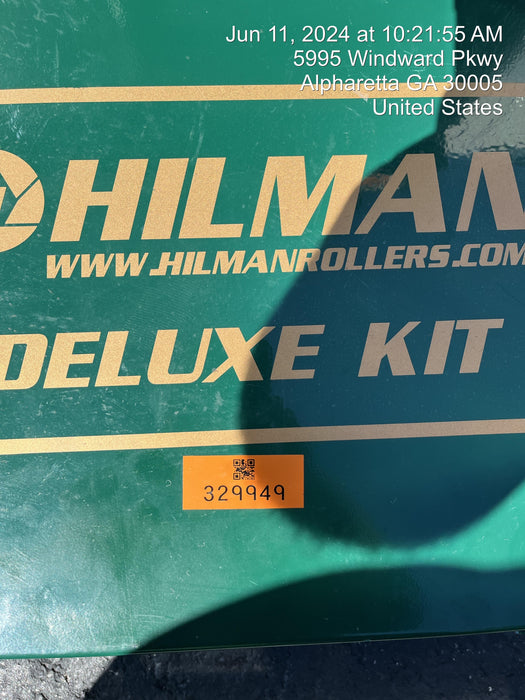 Jun 11, 2024 at 10:21:55 AM
5995 Windward Pkwy
Alpharetta GA 30005
United States
HILMAN
WWW.HILMANROLLERS.COM
DELUXE KIT
329949